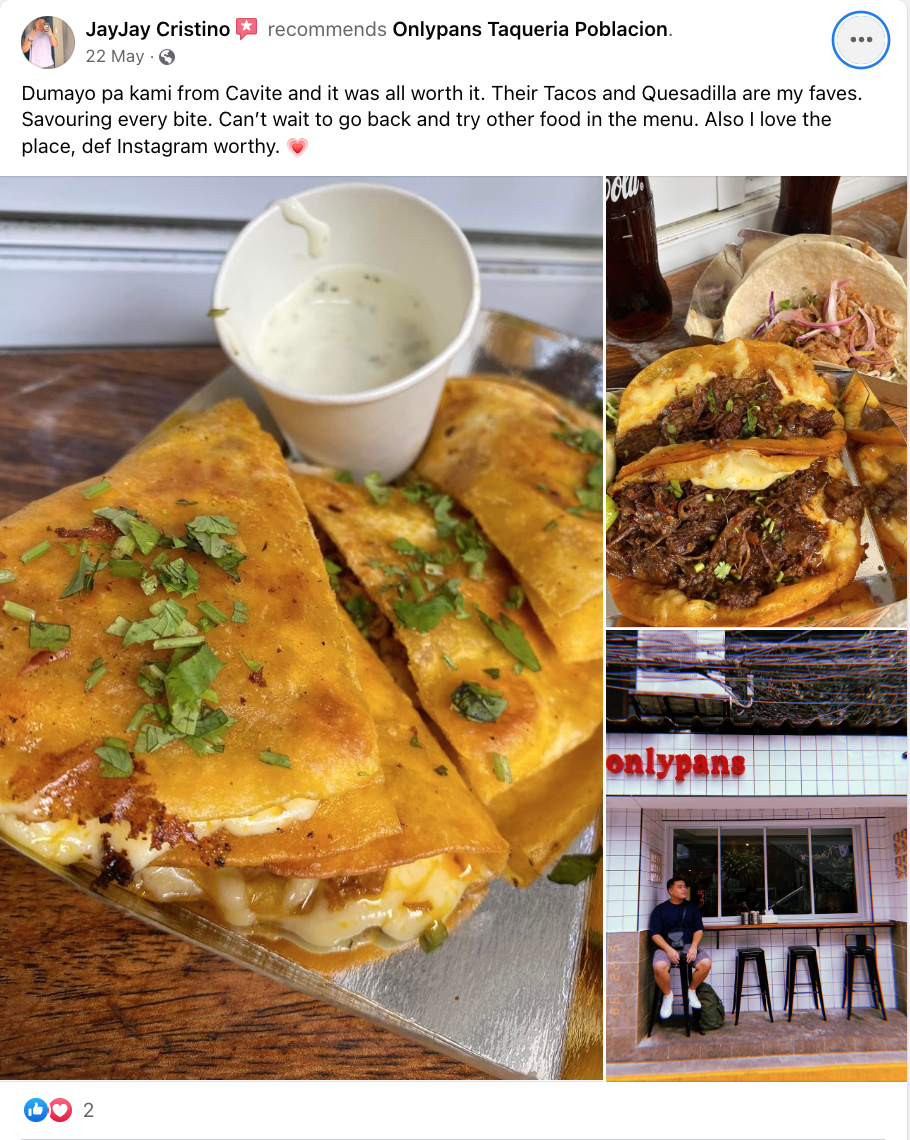 JayJay Cristino recommends Onlypans Taqueria Poblacion.
22 May ·
Dumayo pa kami from Cavite and it was all worth it. Their Tacos and Quesadilla are my faves.
Savouring every bite. Can’t wait to go back and try other food in the menu. Also I love the
place, def Instagram worthy.
onlypans
2